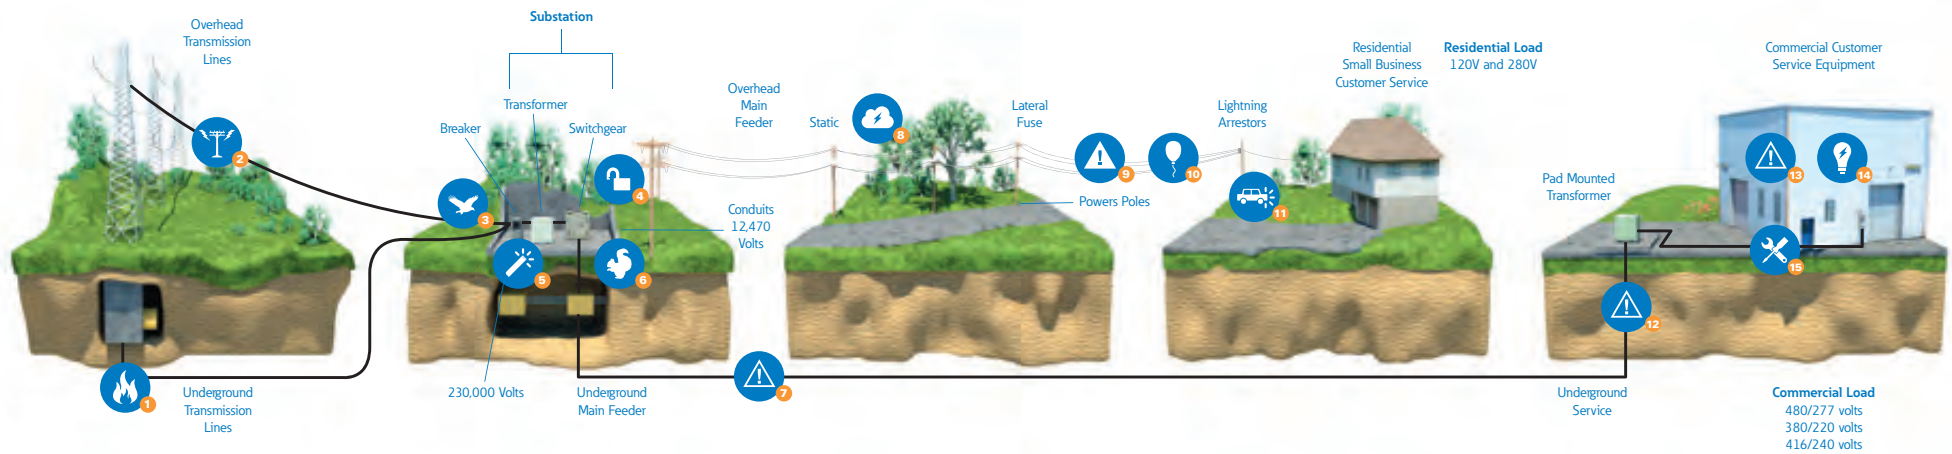 Overhead
Transmission
Lines
2
1
Underground
Transmission
Lines
Substation
Transformer
Breaker
Switchgear
3
4
5
6
Conduits
12,470
Volts
230,000 Volts
Underground
Main Feeder
7
Overhead
Main
Feeder
Static
8
Lateral
Fuse
9
10
Powers Poles
Lightning
Arrestors
11
Residential
Small Business
Customer Service
Residential Load
120V and 280V
Commercial Customer
Service Equipment
Pad Mounted
Transformer
13
14
15
12
Underground
Service
Commercial Load
480/277 volts
380/220 volts
416/240 volts